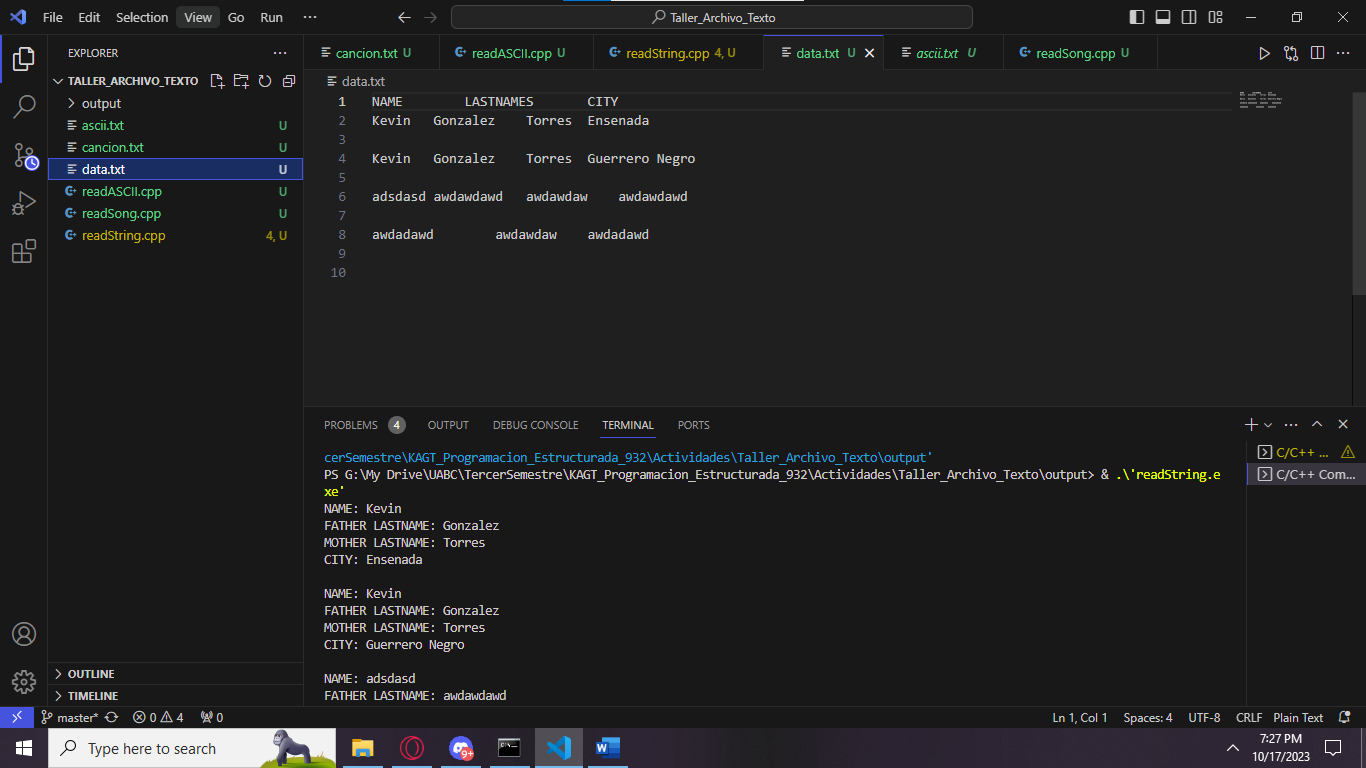 File Edit Selection View Go Run ··· Taller_Archivo_Texto
EXPLORER ···
TALLER_ARCHIVO_TEXTO
output
ascii.txt U
cancion.txt U
data.txt U
readASCII.cpp U
readSong.cpp U
readString.cpp 4, U
OUTLINE
TIMELINE
cancion.txt U readASCII.cpp U readString.cpp 4, U data.txt U ascii.txt U readSong.cpp U
data.txt
1 NAME LASTNAMES CITY
2 Kevin Gonzalez Torres Ensenada
3
4 Kevin Gonzalez Torres Guerrero Negro
5
6 adsdasd awdawdawd awdawdaw awdawdawd
7
8 awdadawd awdawdaw awdadawd
9
10
PROBLEMS 4 OUTPUT DEBUG CONSOLE TERMINAL PORTS
cerSemestre\KAGT_Programacion_Estructurada_932\Actividades\Taller_Archivo_Texto\output'
PS G:\My Drive\UABC\TercerSemestre\KAGT_Programacion_Estructurada_932\Actividades\Taller_Archivo_Texto\output> & .\'readString.e
xe'
NAME: Kevin
FATHER LASTNAME: Gonzalez
MOTHER LASTNAME: Torres
CITY: Ensenada
NAME: Kevin
FATHER LASTNAME: Gonzalez
MOTHER LASTNAME: Torres
CITY: Guerrero Negro
NAME: adsdasd
FATHER LASTNAME: awdawdawd
C/C++ ...
C/C++ Com...
master* 0 4 0 Ln 1, Col 1 Spaces: 4 UTF-8 CRLF Plain Text
Type here to search
9+
7:27 PM
10/17/2023